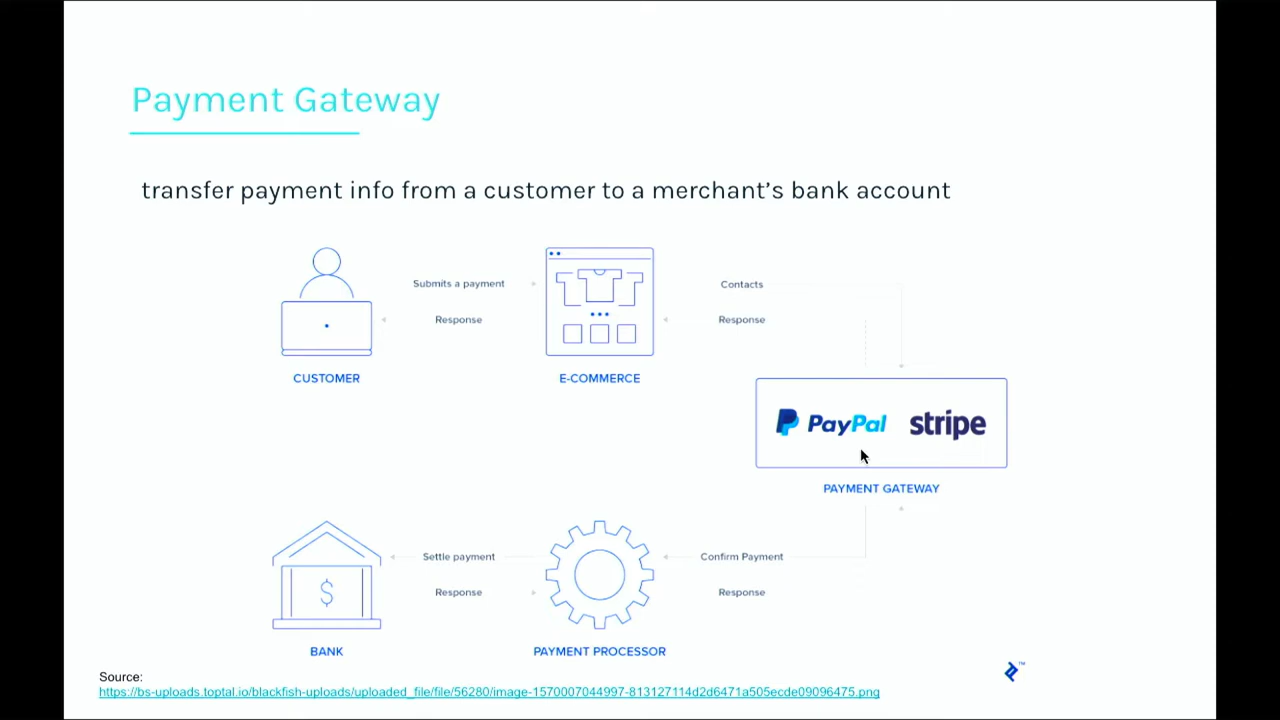 Payment Gateway
transfer payment info from a customer to a merchant's bank account
Submits a payment
Contacts
Response
Response
CUSTOMER
E-COMMERCE
PayPal stripe
PAYMENT GATEWAY
$
Settle payment
Confirm Payment
Response
Response
BANK
PAYMENT PROCESSOR
Source:
https://bs-uploads.toptal.io/blackfish-uploads/uploaded_file/file/56280/image-1570007044997-813127114d2d6471a505ecde09096475.png
TM